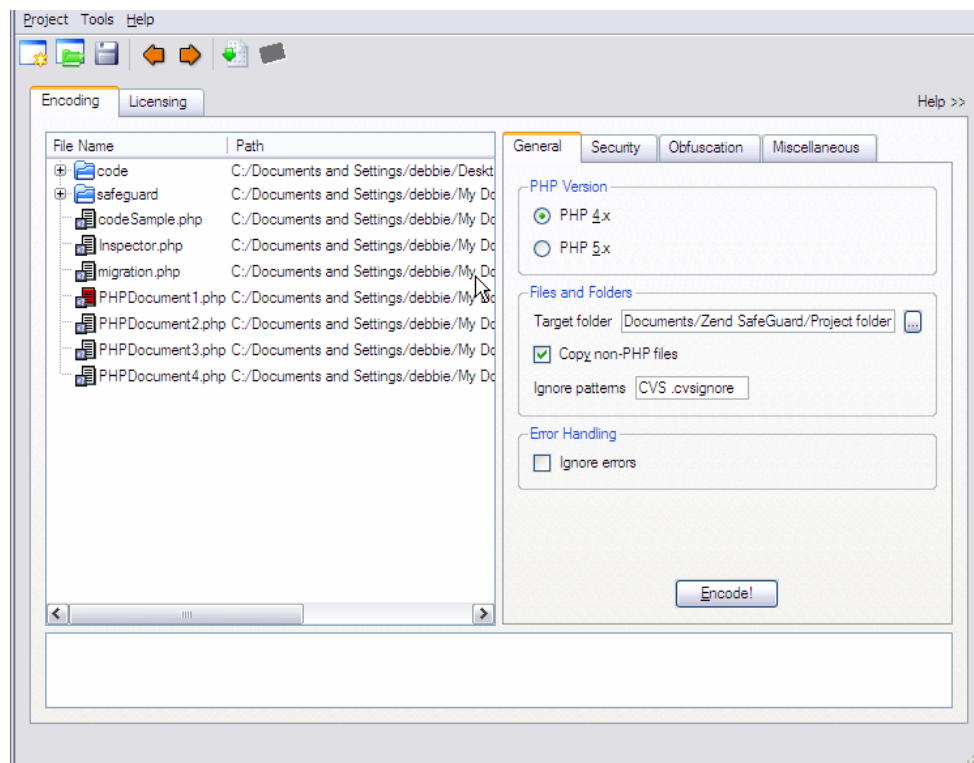 Project Tools Help
Encoding Licensing Help >>
File Name Path
code C:/Documents and Settings/debbie/Deskt
safeguard C:/Documents and Settings/debbie/My Do
codeSample.php C:/Documents and Settings/debbie/My Do
Inspector.php C:/Documents and Settings/debbie/My Do
migration.php C:/Documents and Settings/debbie/My Do
PHPDocument1.php C:/Documents and Settings/debbie/My Do
PHPDocument2.php C:/Documents and Settings/debbie/My Do
PHPDocument3.php C:/Documents and Settings/debbie/My Do
PHPDocument4.php C:/Documents and Settings/debbie/My Do
General Security Obfuscation Miscellaneous
PHP Version
PHP 4.x
PHP 5.x
Files and Folders
Target folder Documents/Zend SafeGuard/Project folder ...
Copy non-PHP files
Ignore patterns CVS .cvsignore
Error Handling
Ignore errors
Encode!